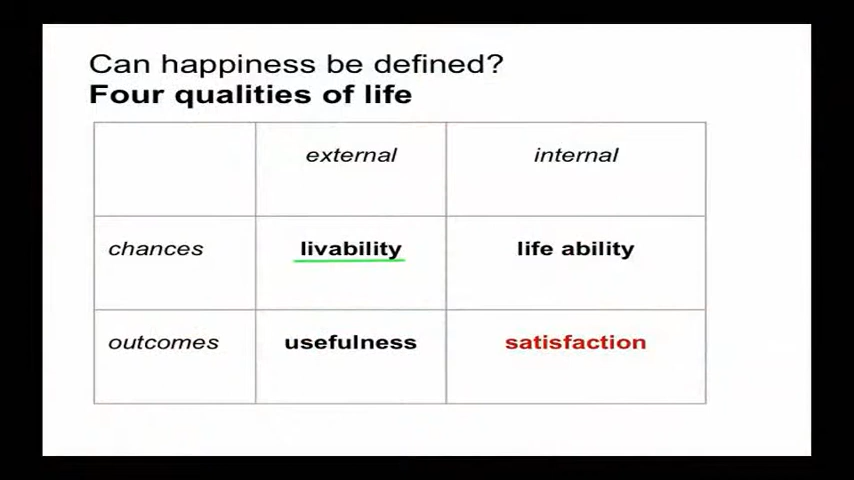 Can happiness be defined?
Four qualities of life
external internal
chances livability life ability
outcomes usefulness satisfaction